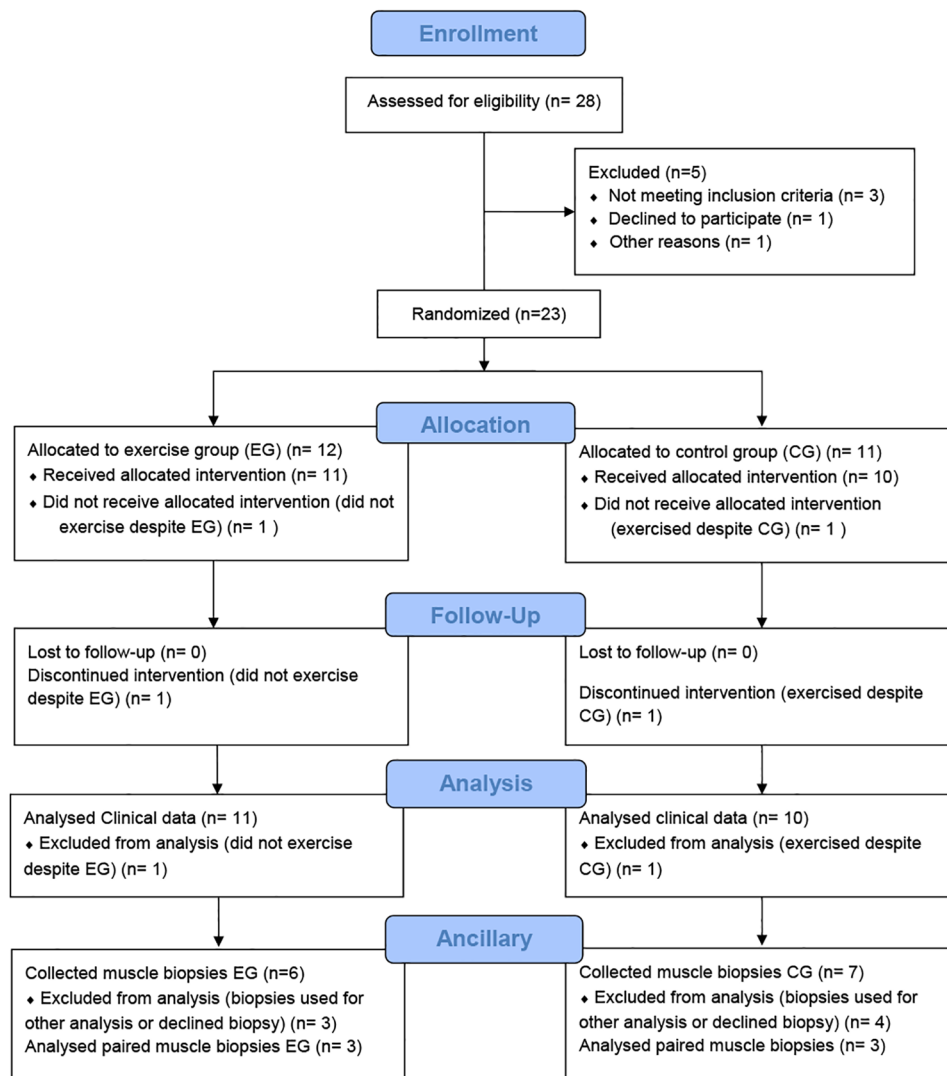 Enrollment
Assessed for eligibility (n= 28)
Excluded (n=5)
⬧ Not meeting inclusion criteria (n= 3)
⬧ Declined to participate (n= 1)
⬧ Other reasons (n= 1)
Randomized (n=23)
Allocation
Allocated to exercise group (EG) (n= 12)
⬧ Received allocated intervention (n= 11)
⬧ Did not receive allocated intervention (did not
exercise despite EG) (n= 1 )
Allocated to control group (CG) (n= 11)
⬧ Received allocated intervention (n= 10)
⬧ Did not receive allocated intervention
(exercised despite CG) (n= 1 )
Follow-Up
Lost to follow-up (n= 0)
Discontinued intervention (did not exercise
despite EG) (n= 1)
Lost to follow-up (n= 0)
Discontinued intervention (exercised despite
CG) (n= 1)
Analysis
Analysed Clinical data (n= 11)
⬧ Excluded from analysis (did not exercise
despite EG) (n= 1)
Analysed clinical data (n= 10)
⬧ Excluded from analysis (exercised despite
CG) (n= 1)
Ancillary
Collected muscle biopsies EG (n=6)
⬧ Excluded from analysis (biopsies used for
other analysis or declined biopsy) (n= 3)
Analysed paired muscle biopsies EG (n= 3)
Collected muscle biopsies CG (n= 7)
⬧ Excluded from analysis (biopsies used for
other analysis or declined biopsy) (n= 4)
Analysed paired muscle biopsies (n= 3)